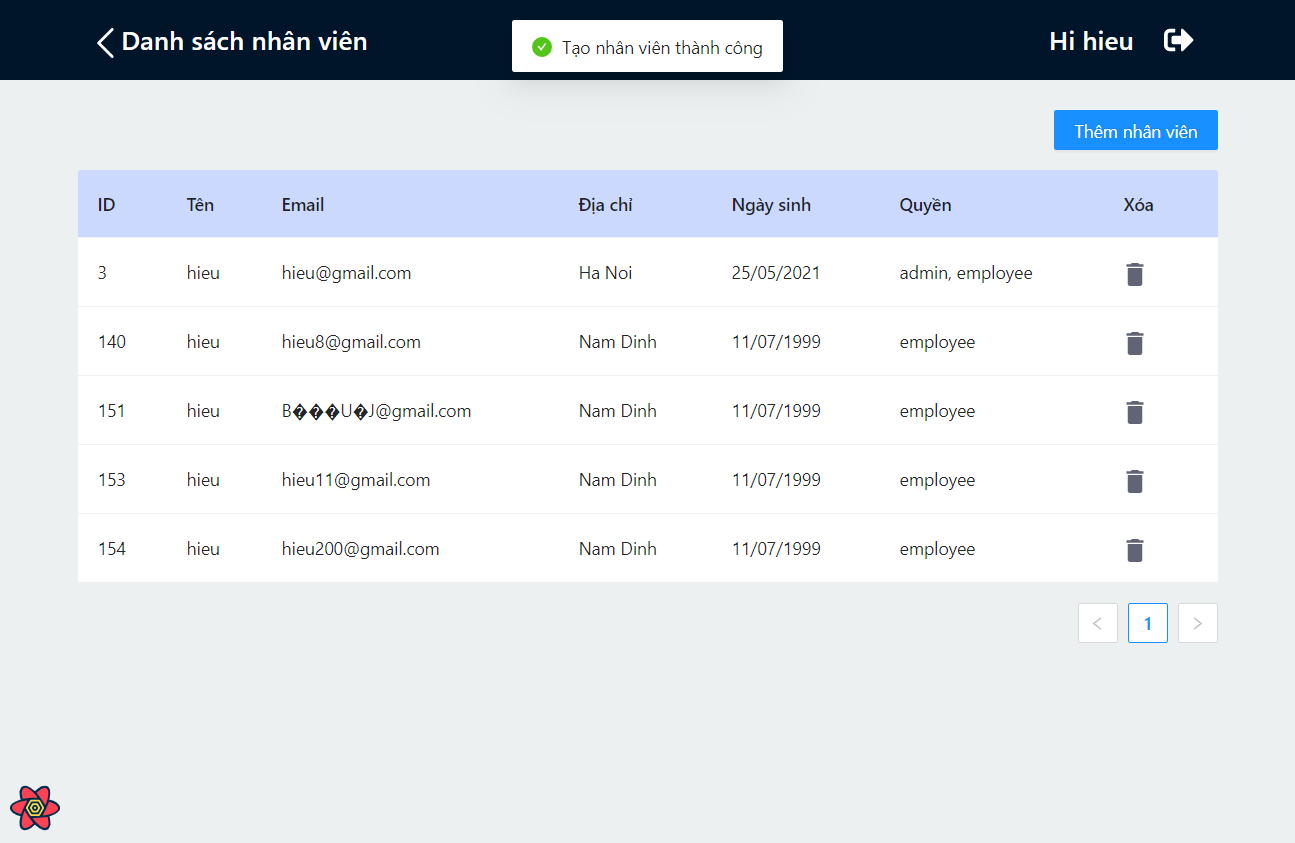 Danh sách nhân viên
Tạo nhân viên thành công
Hi hieu
Thêm nhân viên
ID Tên Email Địa chỉ Ngày sinh Quyền Xóa
3 hieu hieu@gmail.com Ha Noi 25/05/2021 admin, employee
140 hieu hieu8@gmail.com Nam Dinh 11/07/1999 employee
151 hieu B���U�J@gmail.com Nam Dinh 11/07/1999 employee
153 hieu hieu11@gmail.com Nam Dinh 11/07/1999 employee
154 hieu hieu200@gmail.com Nam Dinh 11/07/1999 employee
< 1 >